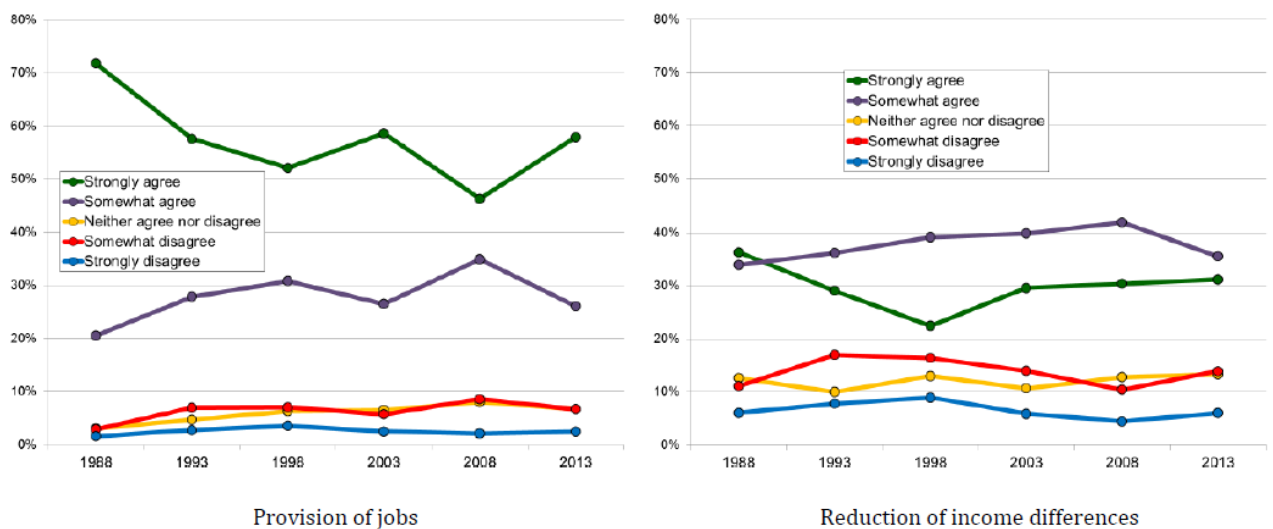 80%
70%
60%
50%
40%
30%
20%
10%
0%
Strongly agree
Somewhat agree
Neither agree nor disagree
Somewhat disagree
Strongly disagree
1988 1993 1998 2003 2008 2013
Provision of jobs
80%
70%
60%
50%
40%
30%
20%
10%
0%
Strongly agree
Somewhat agree
Neither agree nor disagree
Somewhat disagree
Strongly disagree
1988 1993 1998 2003 2008 2013
Reduction of income differences